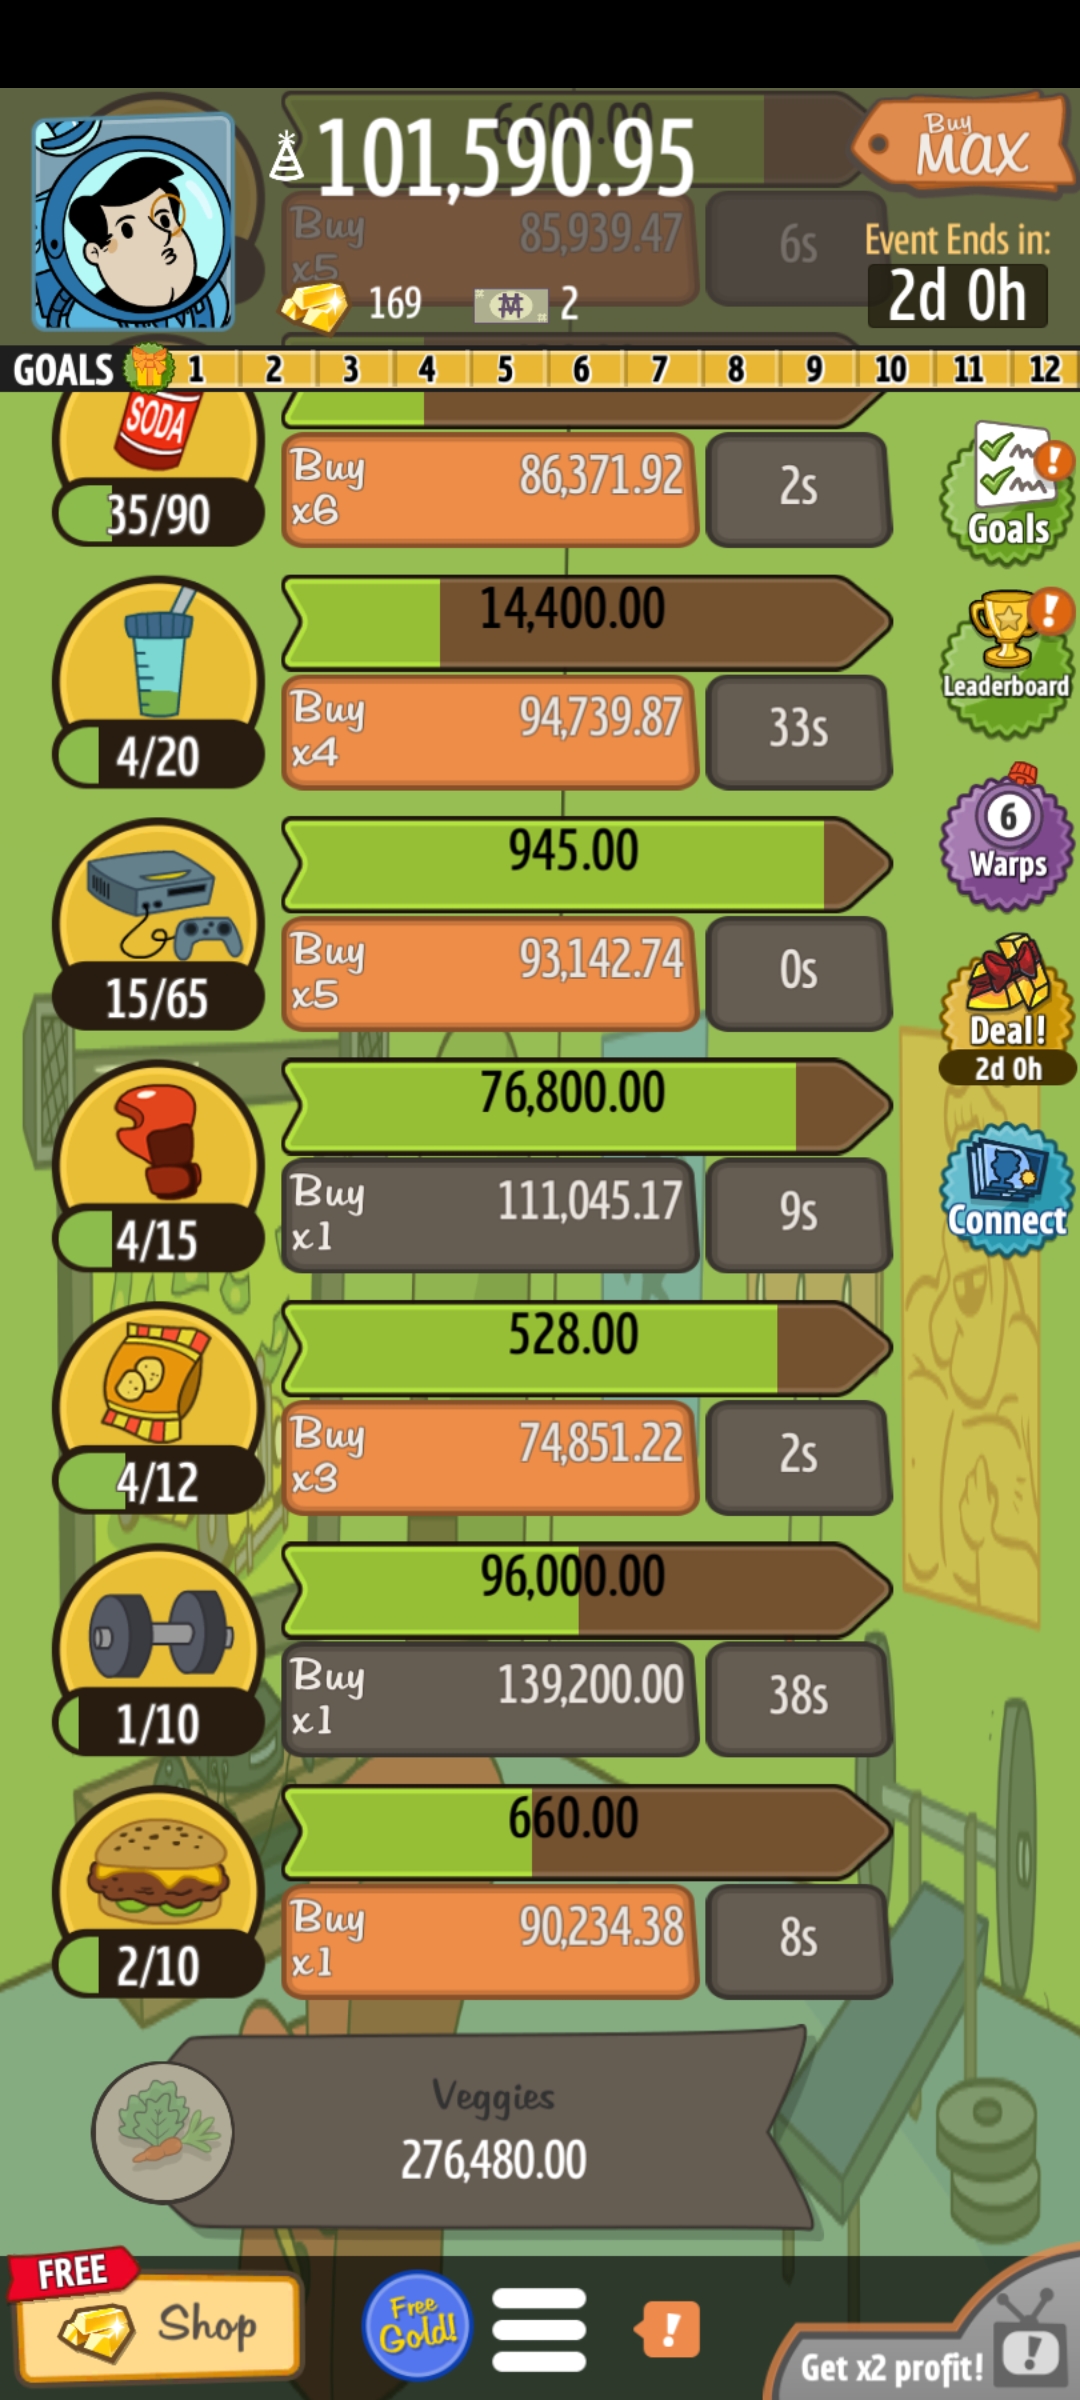 6,600.00
101,590.95
Buy
MAX
Buy
x5
85,939.47
6s
Event Ends in:
2d 0h
169
2
GOALS 1 2 3 4 5 6 7 8 9 10 11 12
SODA
35/90
Buy
x6
86,371.92
2s
!
Goals
14,400.00
4/20
Buy
x4
94,739.87
33s
!
Leaderboard
945.00
15/65
Buy
x5
93,142.74
0s
6
Warps
Deal!
2d 0h
76,800.00
4/15
Buy
x1
111,045.17
9s
Connect
528.00
4/12
Buy
x3
74,851.22
2s
96,000.00
1/10
Buy
x1
139,200.00
38s
660.00
2/10
Buy
x1
90,234.38
8s
Veggies
276,480.00
FREE
Shop
Free
Gold!
!
Get x2 profit!
!